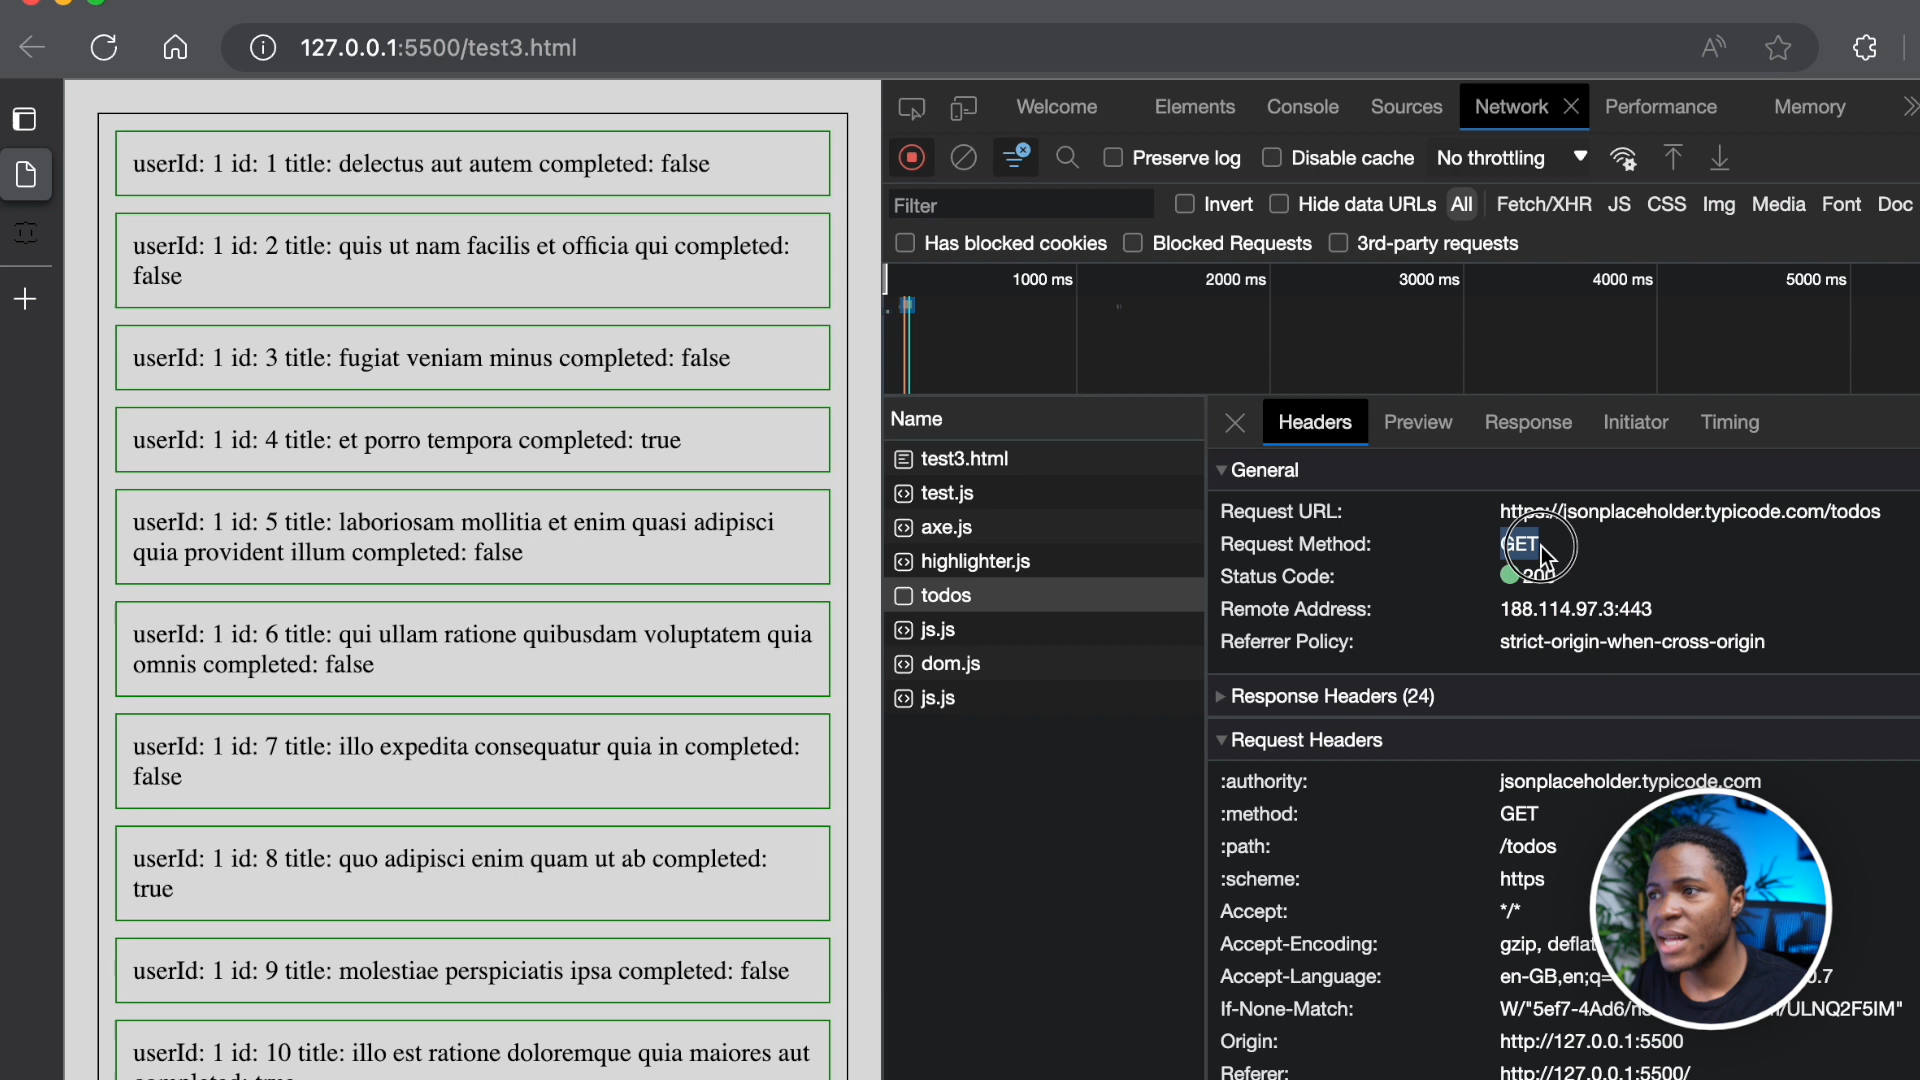 127.0.0.1:5500/test3.html
userId: 1 id: 1 title: delectus aut autem completed: false
userId: 1 id: 2 title: quis ut nam facilis et officia qui completed:
false
userId: 1 id: 3 title: fugiat veniam minus completed: false
userId: 1 id: 4 title: et porro tempora completed: true
userId: 1 id: 5 title: laboriosam mollitia et enim quasi adipisci
quia provident illum completed: false
userId: 1 id: 6 title: qui ullam ratione quibusdam voluptatem quia
omnis completed: false
userId: 1 id: 7 title: illo expedita consequatur quia in completed:
false
userId: 1 id: 8 title: quo adipisci enim quam ut ab completed:
true
userId: 1 id: 9 title: molestiae perspiciatis ipsa completed: false
userId: 1 id: 10 title: illo est ratione doloremque quia maiores aut
completed: true
Welcome Elements Console Sources Network Performance Memory
Preserve log Disable cache No throttling
Filter Invert Hide data URLs All Fetch/XHR JS CSS Img Media Font Doc
Has blocked cookies Blocked Requests 3rd-party requests
1000 ms 2000 ms 3000 ms 4000 ms 5000 ms
Name
test3.html
test.js
axe.js
highlighter.js
todos
js.js
dom.js
js.js
Headers Preview Response Initiator Timing
General
Request URL: https://jsonplaceholder.typicode.com/todos
Request Method: GET
Status Code: 200
Remote Address: 188.114.97.3:443
Referrer Policy: strict-origin-when-cross-origin
Response Headers (24)
Request Headers
:authority: jsonplaceholder.typicode.com
:method: GET
:path: /todos
:scheme: https
Accept: */*
Accept-Encoding: gzip,
Accept-Language:
If-None-Match:
Origin: http://127.0.0.1:5500
Referer: http://127.0.0.1:5500/